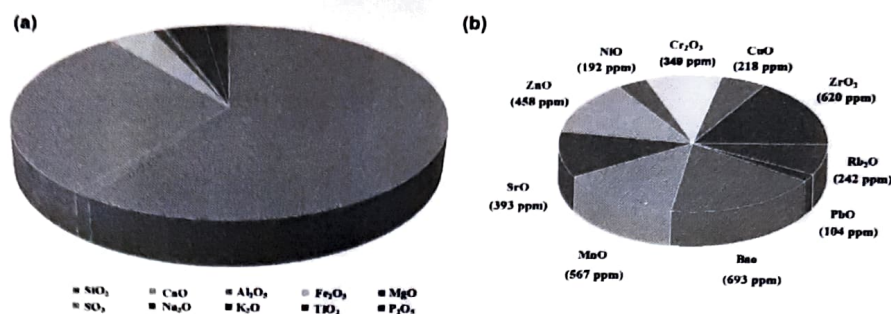 (a)
SiO₂ CaO Al₂O₃ Fe₂O₃ MgO
SO₃ Na₂O K₂O TiO₂ P₂O₅
(b)
Cr₂O₃
(349 ppm)
CuO
(218 ppm)
NiO
(192 ppm)
ZrO₂
(620 ppm)
ZnO
(458 ppm)
Rb₂O
(242 ppm)
SrO
(393 ppm)
PbO
(104 ppm)
MnO
(567 ppm)
Bao
(693 ppm)